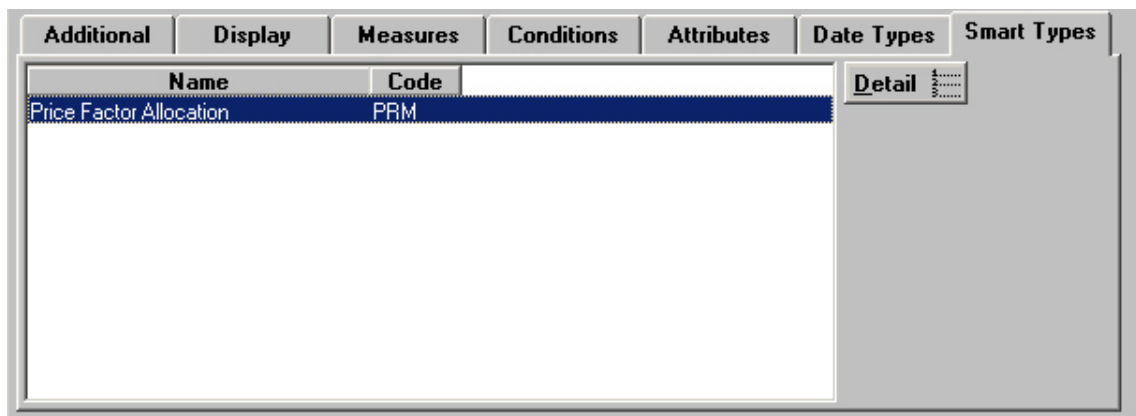 Additional Display Measures Conditions Attributes Date Types Smart Types
Name Code Detail
Price Factor Allocation PRM